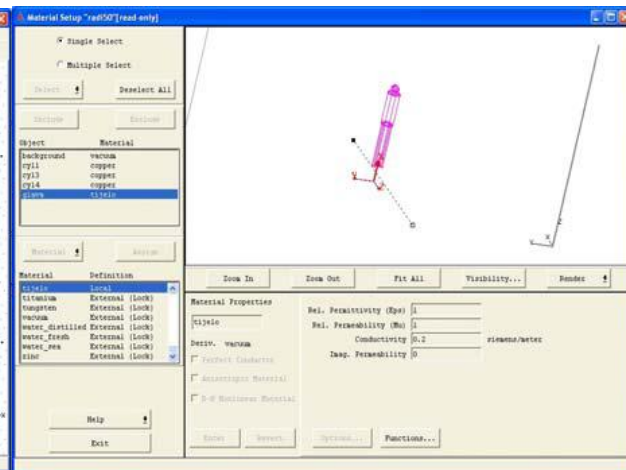 Material Setup "radi50"[read-only]
Single Select
Multiple Select
Select
Deselect All
Include
Exclude
Object Material
background vacuum
cyl1 copper
cyl3 copper
cyl4 copper
glava tijelo
Material
Assign
Material Definition
tijelo Local
titanium External (Lock)
tungsten External (Lock)
vacuum External (Lock)
water_distilled External (Lock)
water_fresh External (Lock)
water_sea External (Lock)
zinc External (Lock)
Help
Exit
Z
X
Y
Zoom In
Zoom Out
Fit All
Visibility...
Render
Material Properties
tijelo
Deriv. vacuum
Perfect Conductor
Anisotropic Material
B-H Nonlinear Material
Enter
Revert
Rel. Permittivity (Eps) 1
Rel. Permeability (Mu) 1
Conductivity 0.2 siemens/meter
Imag. Permeability 0
Options...
Functions...